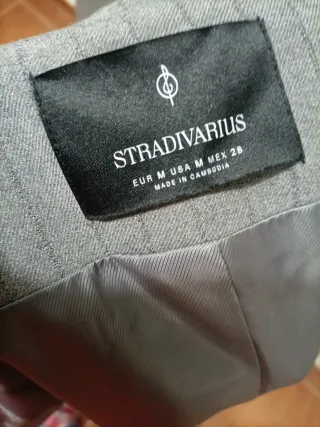 STRADIVARIUS
EUR M USA M MEX 28
MADE IN CAMBODIA